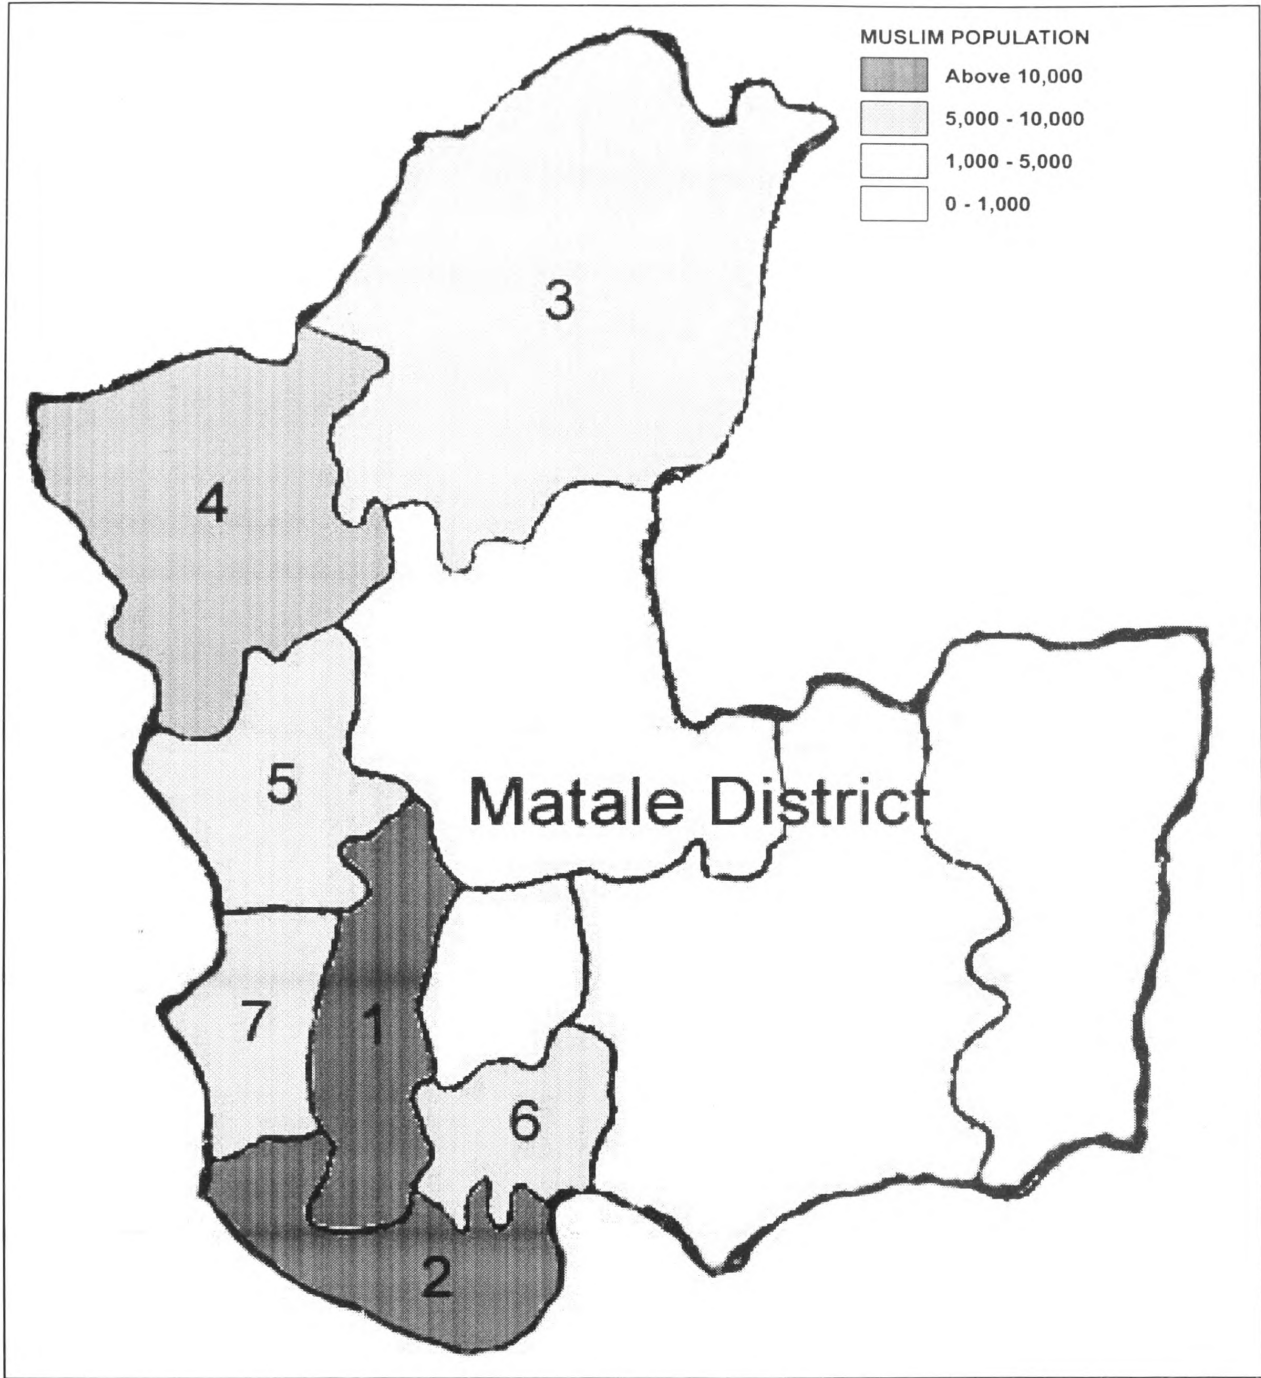 MUSLIM POPULATION
Above 10,000
5,000 - 10,000
1,000 - 5,000
0 - 1,000
3
4
5
Matale District
7
1
6
2